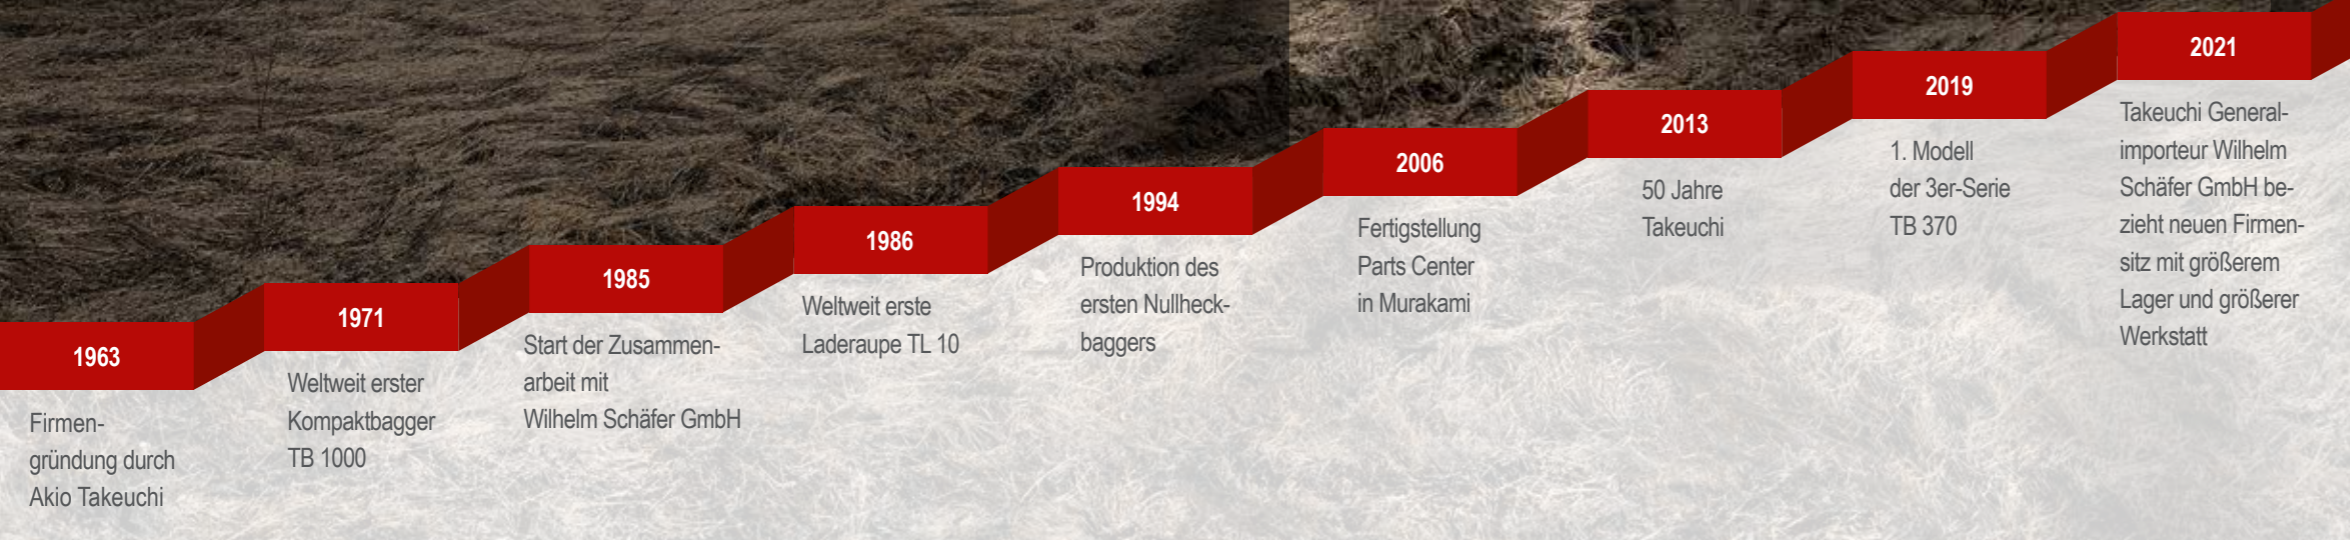 1963
Firmen-
gründung durch
Akio Takeuchi
1971
Weltweit erster
Kompaktbagger
TB 1000
1985
Start der Zusammen-
arbeit mit
Wilhelm Schäfer GmbH
1986
Weltweit erste
Laderaupe TL 10
1994
Produktion des
ersten Nullheck-
baggers
2006
Fertigstellung
Parts Center
in Murakami
2013
50 Jahre
Takeuchi
2019
1. Modell
der 3er-Serie
TB 370
2021
Takeuchi General-
importeur Wilhelm
Schäfer GmbH be-
zieht neuen Firmen-
sitz mit größerem
Lager und größerer
Werkstatt